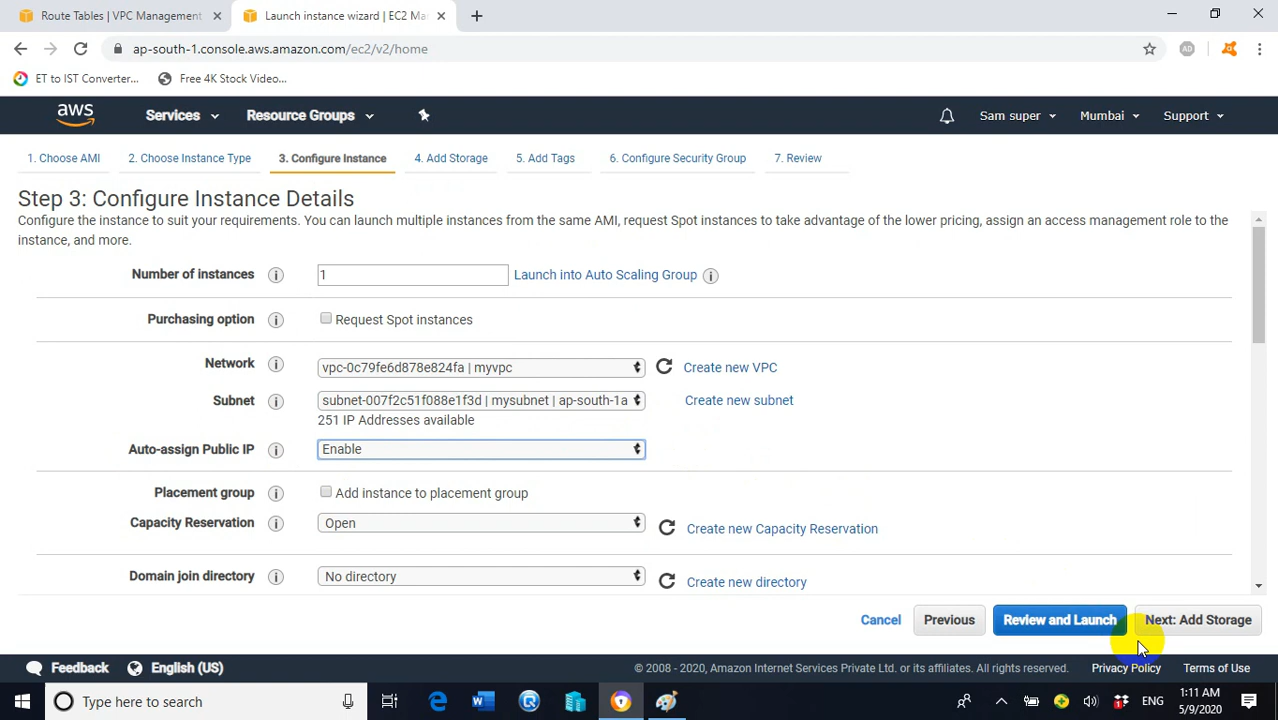 Route Tables | VPC Management
Launch instance wizard | EC2 Ma
ap-south-1.console.aws.amazon.com/ec2/v2/home
AD
ET to IST Converter...
Free 4K Stock Video...
aws
Services
Resource Groups
Sam super
Mumbai
Support
1. Choose AMI
2. Choose Instance Type
3. Configure Instance
4. Add Storage
5. Add Tags
6. Configure Security Group
7. Review
Step 3: Configure Instance Details
Configure the instance to suit your requirements. You can launch multiple instances from the same AMI, request Spot instances to take advantage of the lower pricing, assign an access management role to the
instance, and more.
Number of instances
1
Launch into Auto Scaling Group
Purchasing option
Request Spot instances
Network
vpc-0c79fe6d878e824fa | myvpc
Create new VPC
Subnet
subnet-007f2c51f088e1f3d | mysubnet | ap-south-1a
Create new subnet
251 IP Addresses available
Auto-assign Public IP
Enable
Placement group
Add instance to placement group
Capacity Reservation
Open
Create new Capacity Reservation
Domain join directory
No directory
Create new directory
Cancel
Previous
Review and Launch
Next: Add Storage
Feedback
English (US)
© 2008 - 2020, Amazon Internet Services Private Ltd. or its affiliates. All rights reserved.
Privacy Policy
Terms of Use
Type here to search
ENG
1:11 AM
5/9/2020